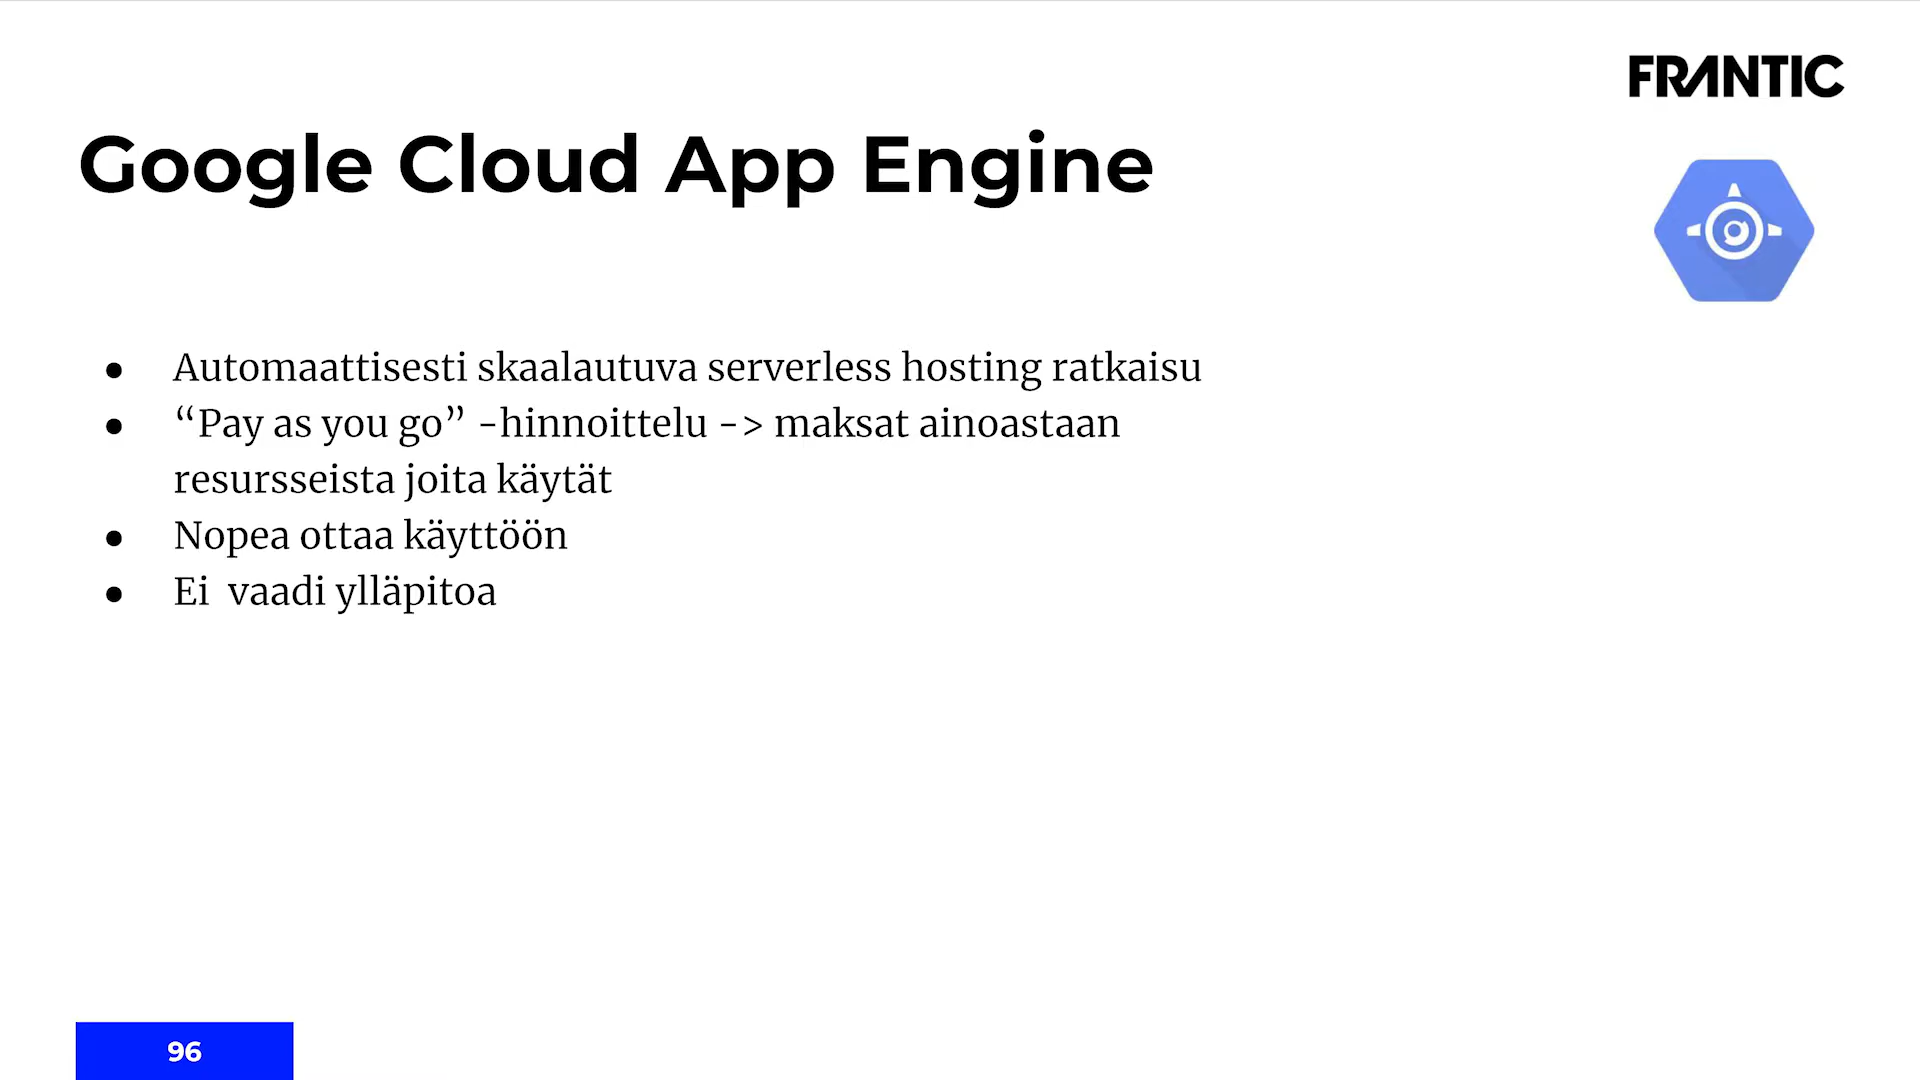 FRANTIC
Google Cloud App Engine
● Automaattisesti skaalautuva serverless hosting ratkaisu
● “Pay as you go” -hinnoittelu -> maksat ainoastaan
resursseista joita käytät
● Nopea ottaa käyttöön
● Ei  vaadi ylläpitoa
96